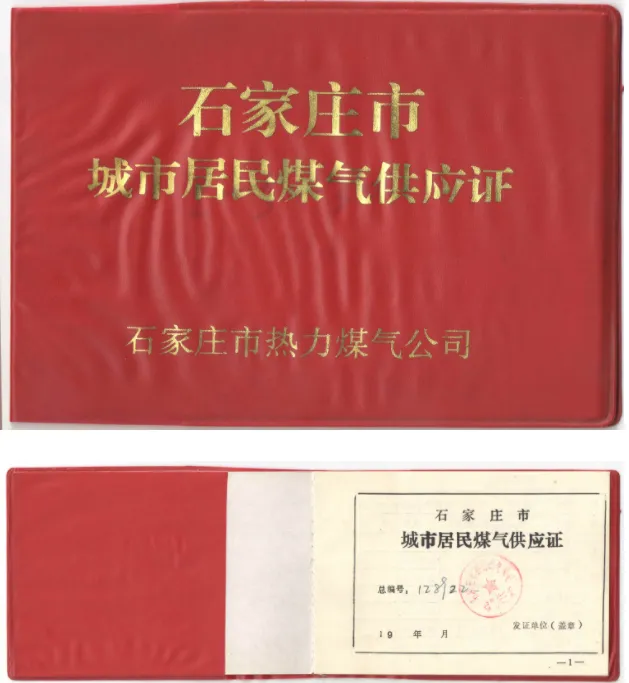 石家庄市
城市居民煤气供应证
石家庄市热力煤气公司
石家庄市
城市居民煤气供应证
总编号：128922
发证单位（盖章）
19 年 月
—1—